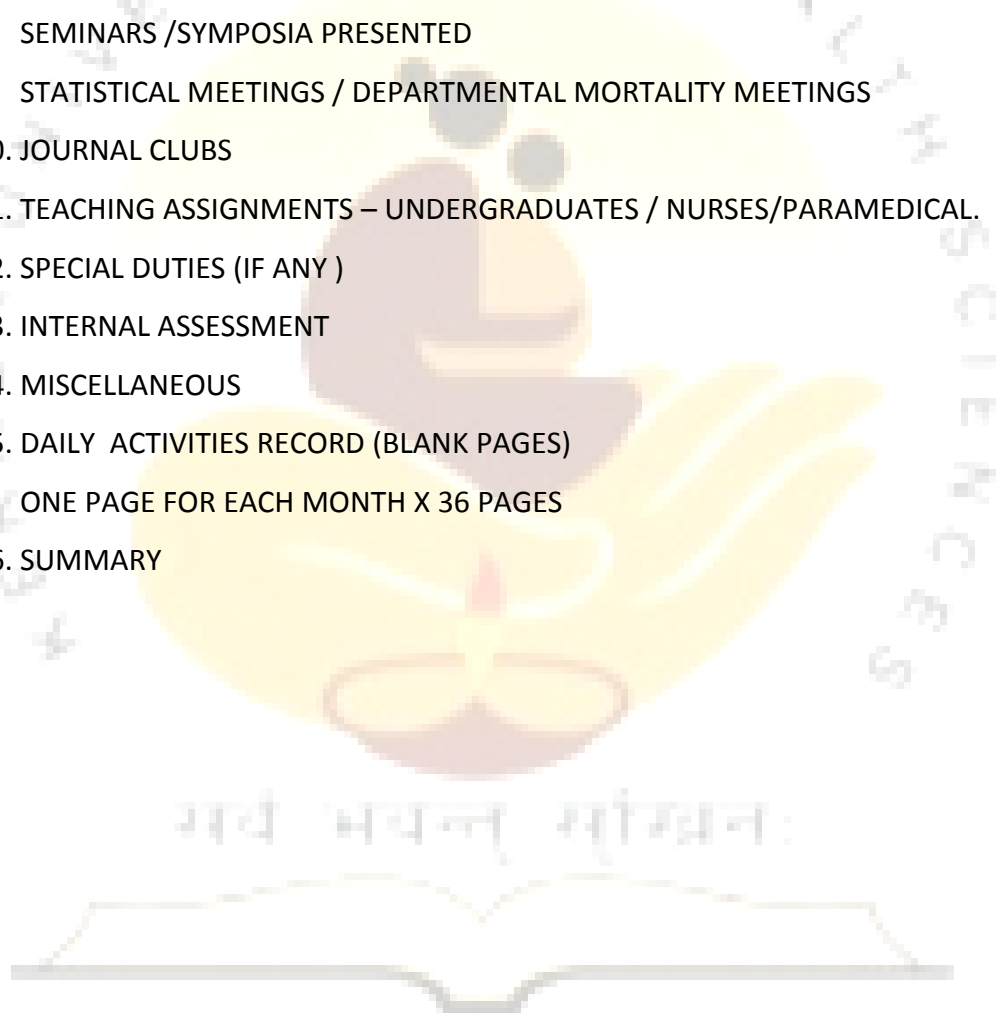 SEMINARS /SYMPOSIA PRESENTED
STATISTICAL MEETINGS / DEPARTMENTAL MORTALITY MEETINGS
0. JOURNAL CLUBS
1. TEACHING ASSIGNMENTS – UNDERGRADUATES / NURSES/PARAMEDICAL.
2. SPECIAL DUTIES (IF ANY )
3. INTERNAL ASSESSMENT
4. MISCELLANEOUS
5. DAILY ACTIVITIES RECORD (BLANK PAGES)
ONE PAGE FOR EACH MONTH X 36 PAGES
6. SUMMARY
SCIENCES